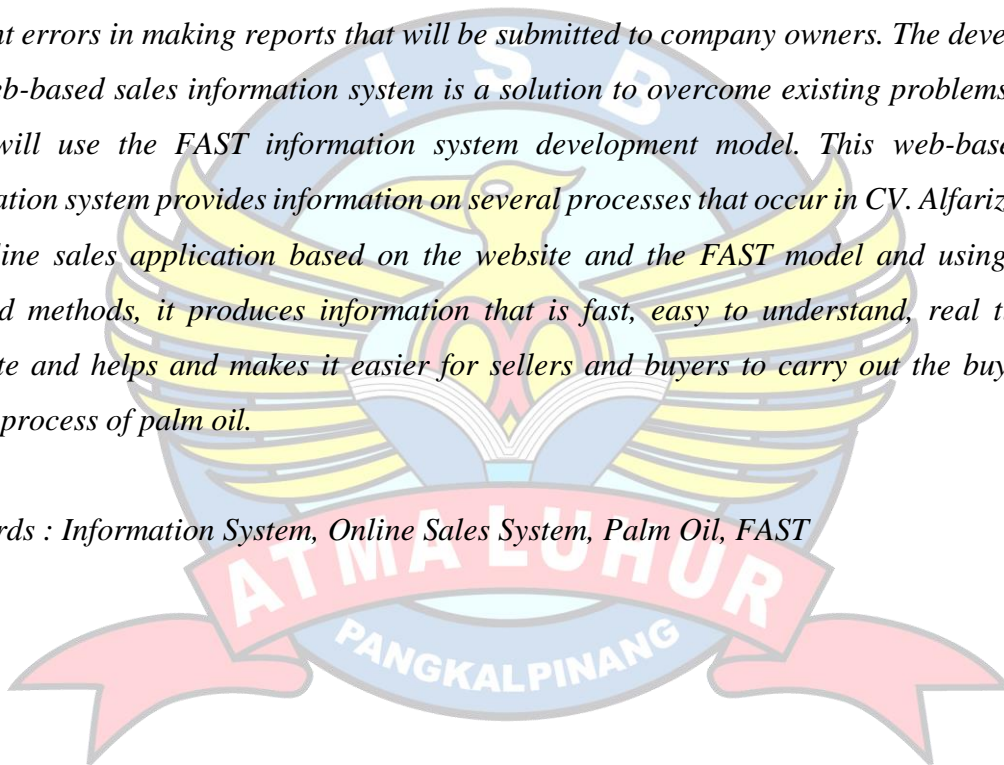 nt errors in making reports that will be submitted to company owners. The deve
eb-based sales information system is a solution to overcome existing problems
will use the FAST information system development model. This web-base
ation system provides information on several processes that occur in CV. Alfariz
line sales application based on the website and the FAST model and using
d methods, it produces information that is fast, easy to understand, real t
te and helps and makes it easier for sellers and buyers to carry out the buy
process of palm oil.
rds : Information System, Online Sales System, Palm Oil, FAST
I S B
ATMA LUHUR
PANGKALPINANG